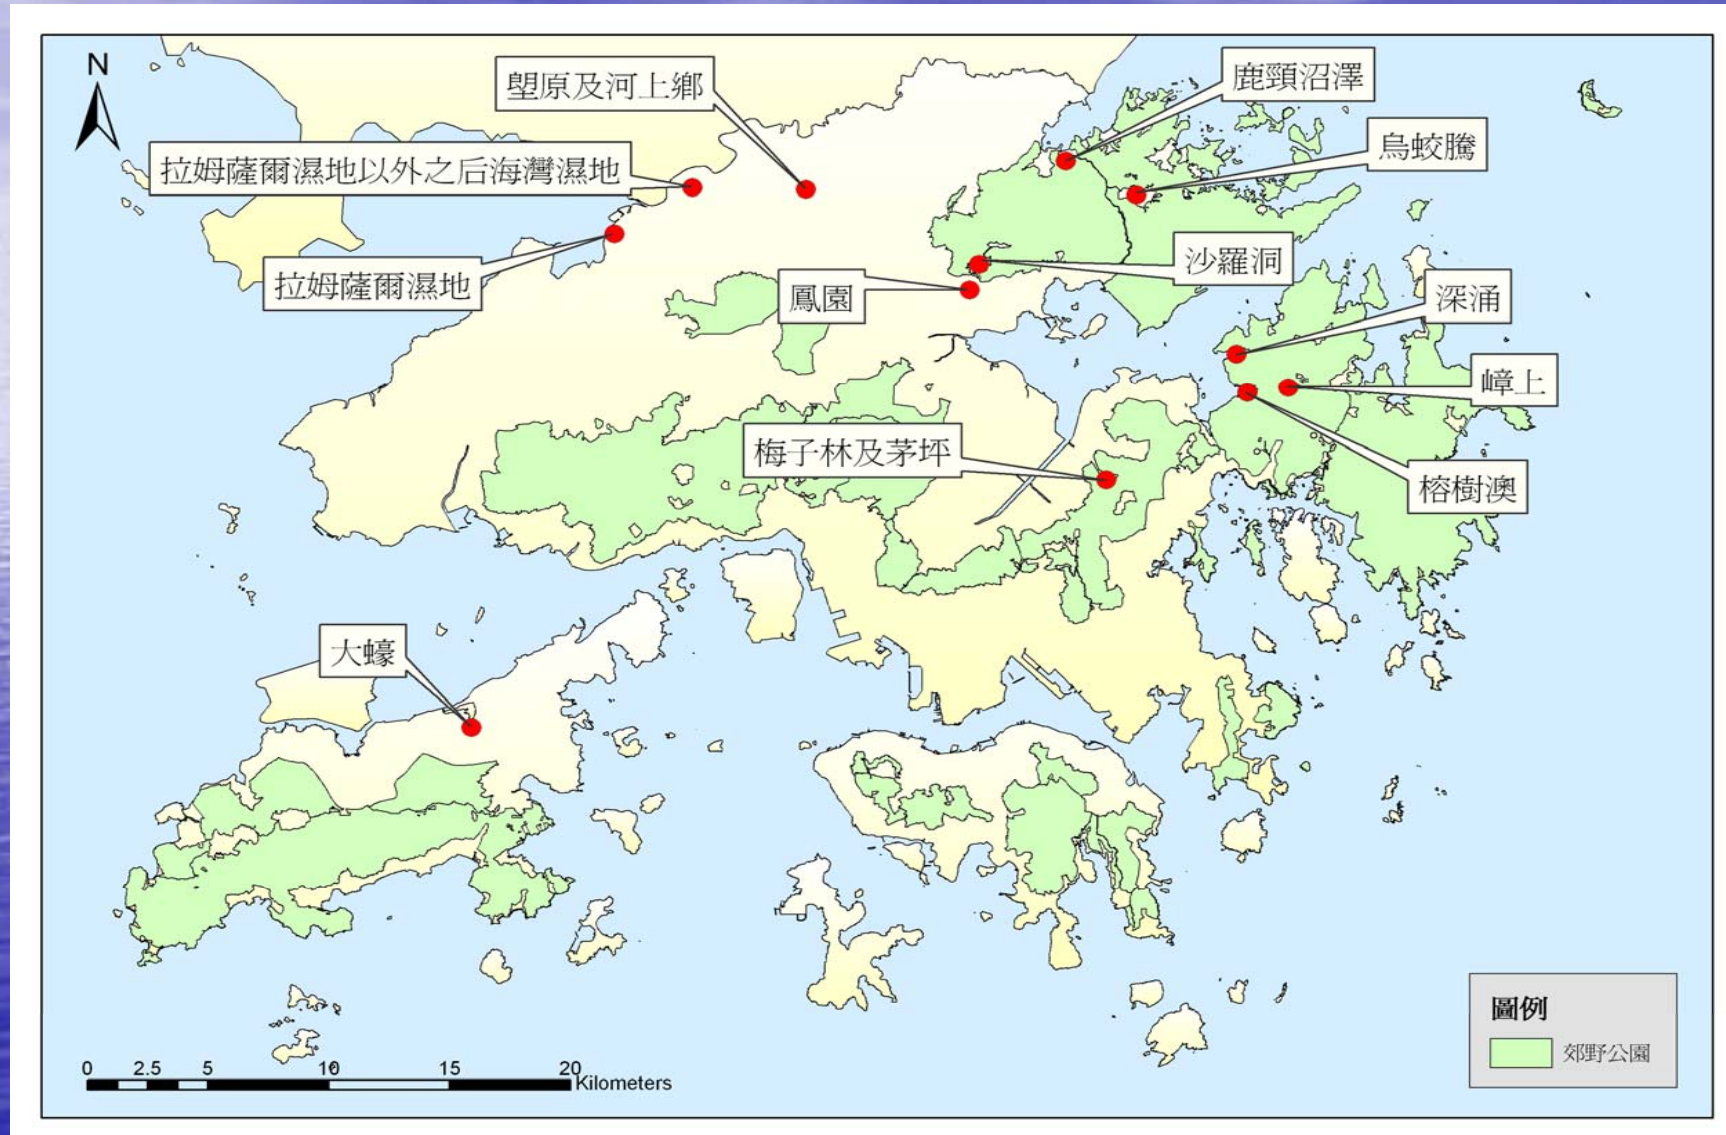 N
塱原及河上鄉
鹿頸沼澤
烏蛟騰
拉姆薩爾濕地以外之后海灣濕地
沙羅洞
拉姆薩爾濕地
鳳園
深涌
嶂上
梅子林及茅坪
榕樹澳
大蠔
圖例
郊野公園
0 2.5 5 10 15 20
Kilometers